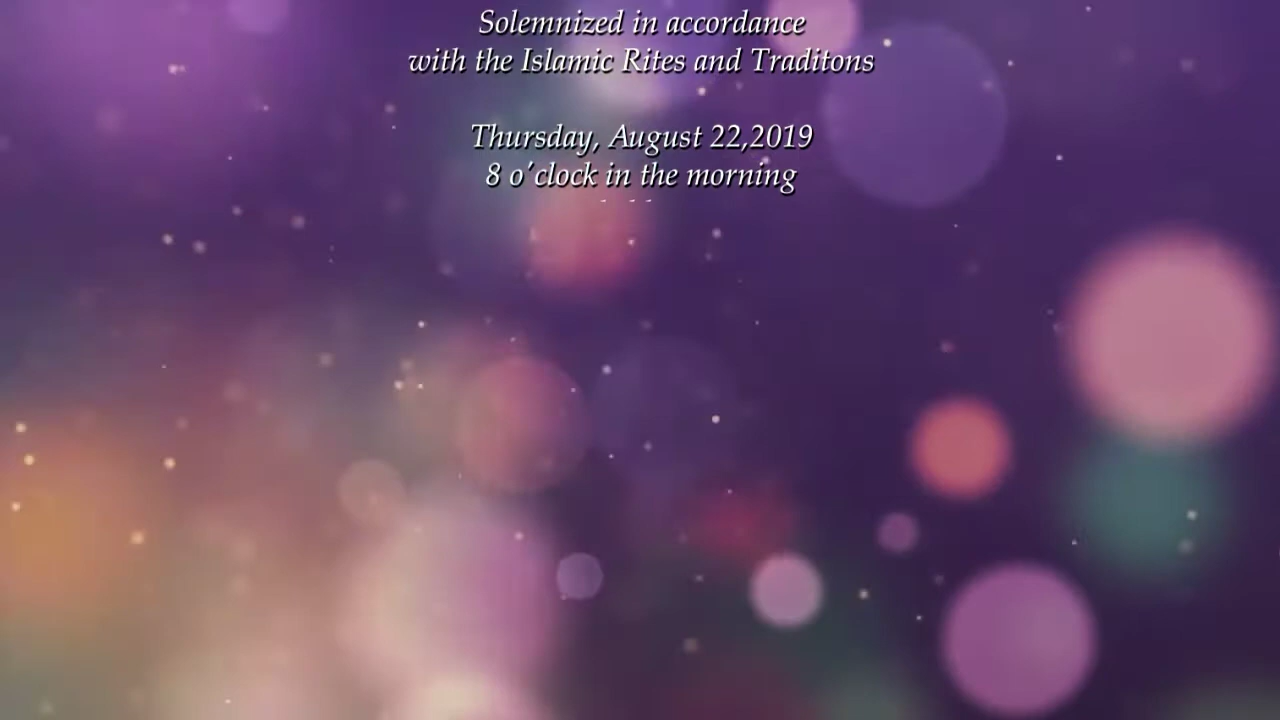 Solemnized in accordance
with the Islamic Rites and Traditons
Thursday, August 22,2019
8 o'clock in the morning